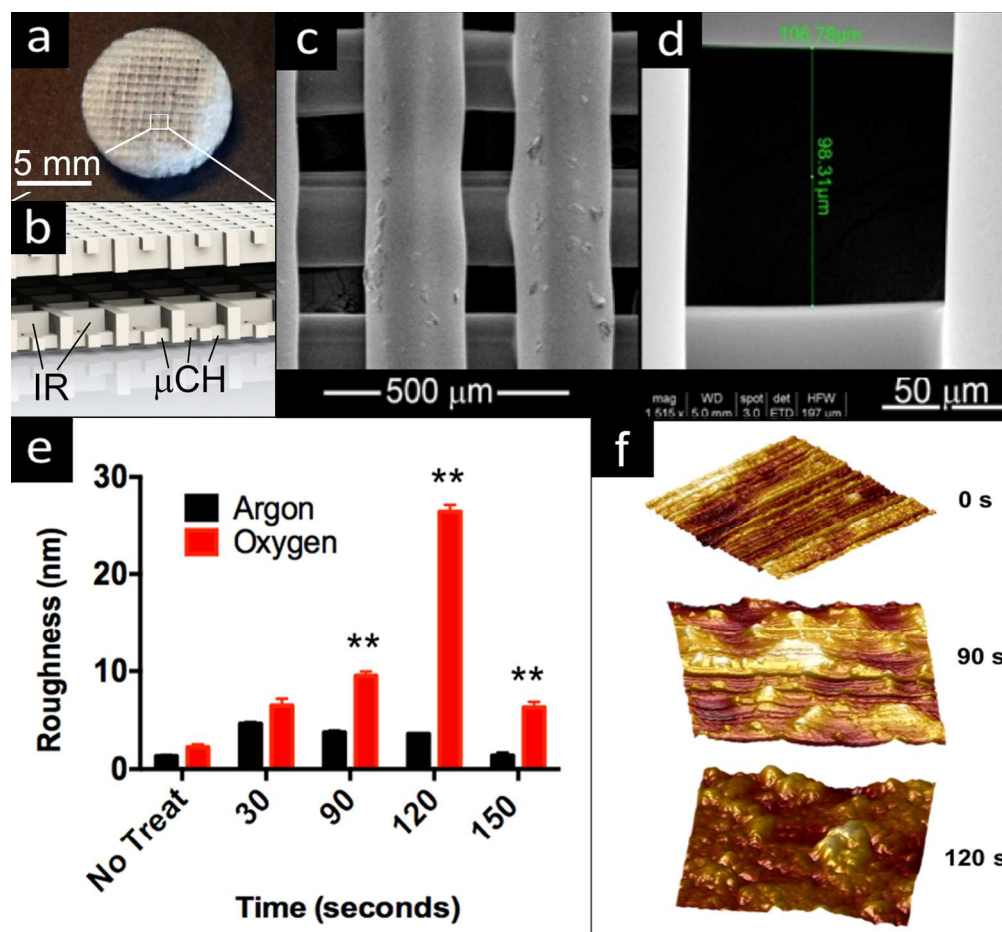 a
5 mm
b
IR
μCH
c
500 μm
d
106.78μm
98.31μm
mag WD spot det HFW
1 515 x 5.0 mm 3.0 ETD 197 um
50 μm
e
Roughness (nm)
30
20
10
0
Argon
Oxygen
**
**
**
No Treat
30
90
120
150
Time (seconds)
f
0 s
90 s
120 s